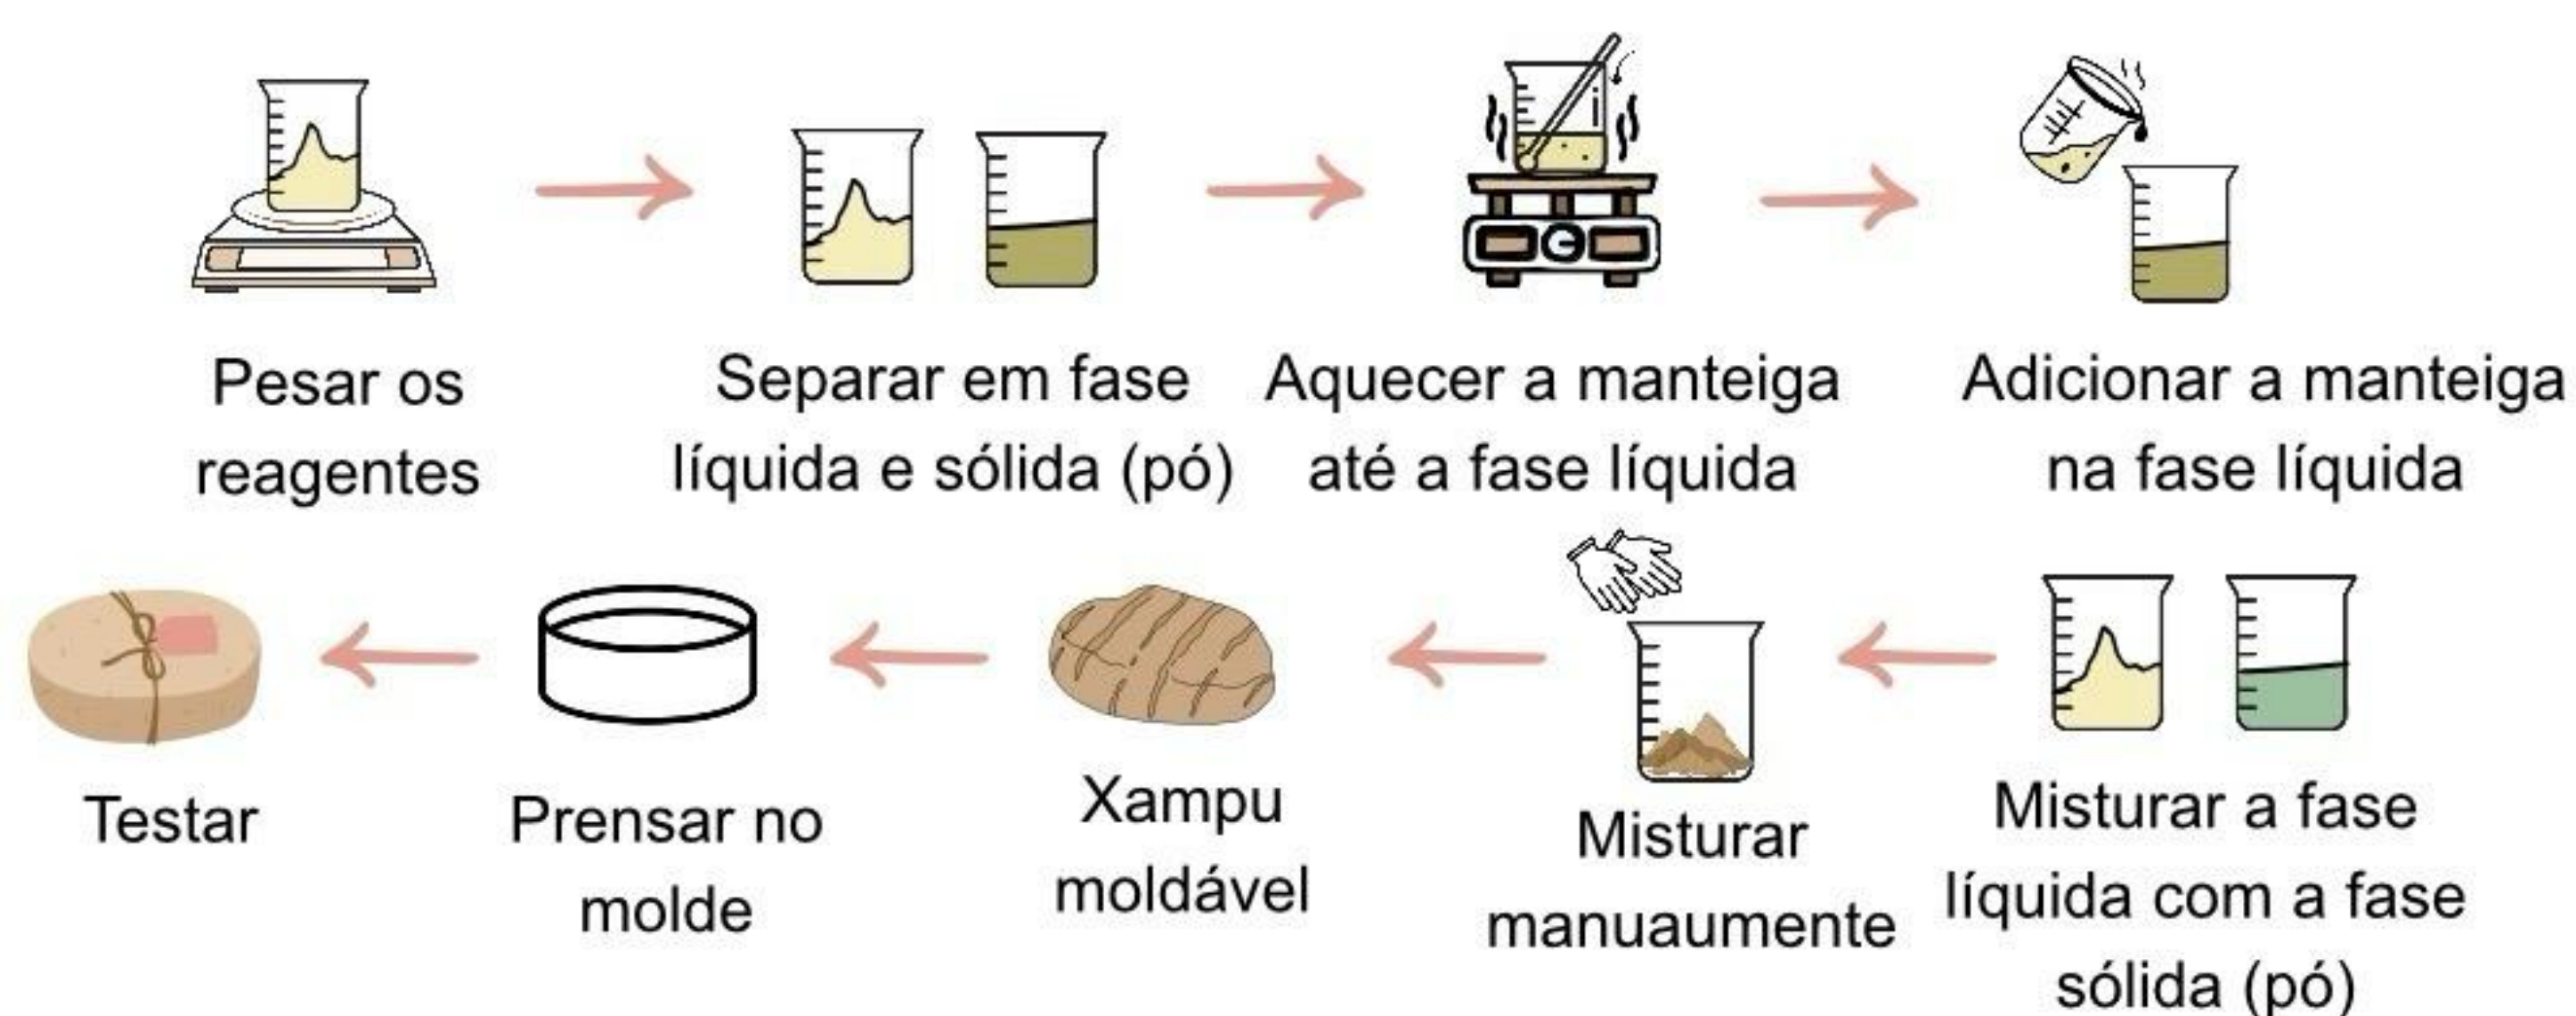 Pesar os
reagentes
Separar em fase
líquida e sólida (pó)
Aquecer a manteiga
até a fase líquida
Adicionar a manteiga
na fase líquida
Misturar a fase
líquida com a fase
sólida (pó)
Misturar
manuaumente
Xampu
moldável
Prensar no
molde
Testar